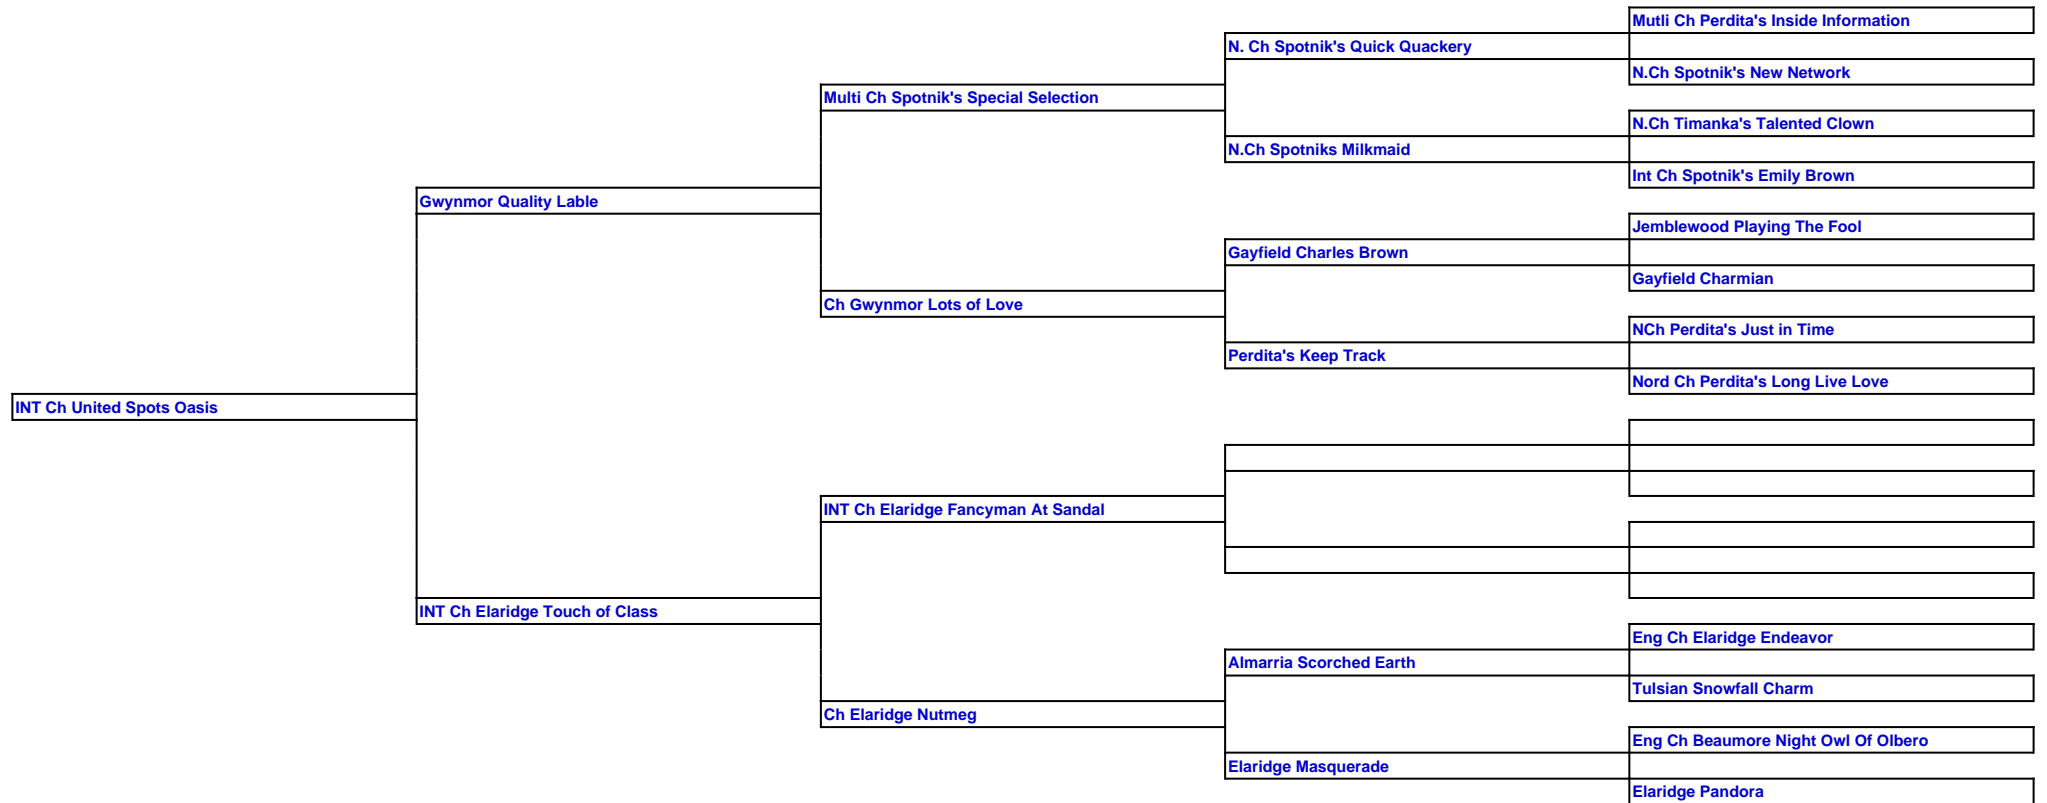 Mutli Ch Perdita's Inside Information
N. Ch Spotnik's Quick Quackery
N.Ch Spotnik's New Network
Multi Ch Spotnik's Special Selection
N.Ch Timanka's Talented Clown
N.Ch Spotniks Milkmaid
Int Ch Spotnik's Emily Brown
Gwynmor Quality Lable
Jemblewood Playing The Fool
Gayfield Charles Brown
Gayfield Charmian
Ch Gwynmor Lots of Love
NCh Perdita's Just in Time
Perdita's Keep Track
Nord Ch Perdita's Long Live Love
INT Ch United Spots Oasis
INT Ch Elaridge Fancyman At Sandal
INT Ch Elaridge Touch of Class
Eng Ch Elaridge Endeavor
Almarria Scorched Earth
Tulsian Snowfall Charm
Ch Elaridge Nutmeg
Eng Ch Beaumore Night Owl Of Olbero
Elaridge Masquerade
Elaridge Pandora